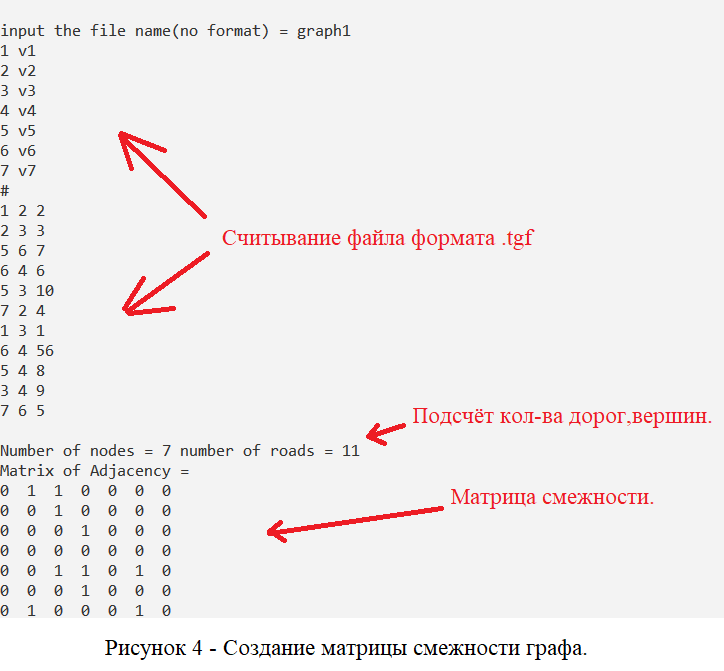 input the file name(no format) = graph1
1 v1
2 v2
3 v3
4 v4
5 v5
6 v6
7 v7
#
1 2 2
2 3 3
Считывание файла формата .tgf
5 6 7
6 4 6
5 3 10
7 2 4
1 3 1
6 4 56
5 4 8
3 4 9
7 6 5
Подсчёт кол-ва дорог,вершин.
Number of nodes = 7 number of roads = 11
Matrix of Adjacency =
0 1 1 0 0 0 0
Матрица смежности.
0 0 1 0 0 0 0
0 0 0 1 0 0 0
0 0 0 0 0 0 0
0 0 1 1 0 1 0
0 0 0 1 0 0 0
0 1 0 0 0 1 0
Рисунок 4 - Создание матрицы смежности графа.